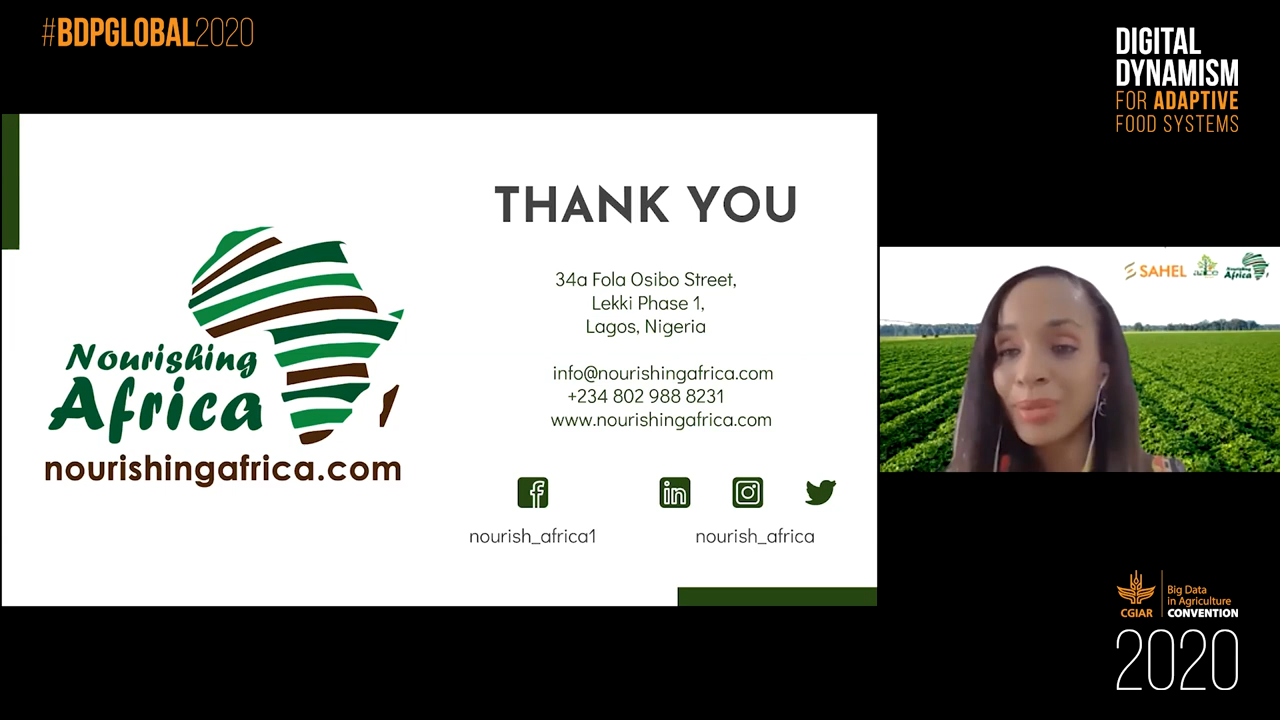 #BDPGLOBAL2020
DIGITAL
DYNAMISM
FOR ADAPTIVE
FOOD SYSTEMS
Nourishing
Africa
nourishingafrica.com
THANK YOU
34a Fola Osibo Street,
Lekki Phase 1,
Lagos, Nigeria
info@nourishingafrica.com
+234 802 988 8231
www.nourishingafrica.com
nourish_africa1
nourish_africa
SAHEL
Nourishing
Africa
CGIAR
Big Data
in Agriculture
CONVENTION
2020